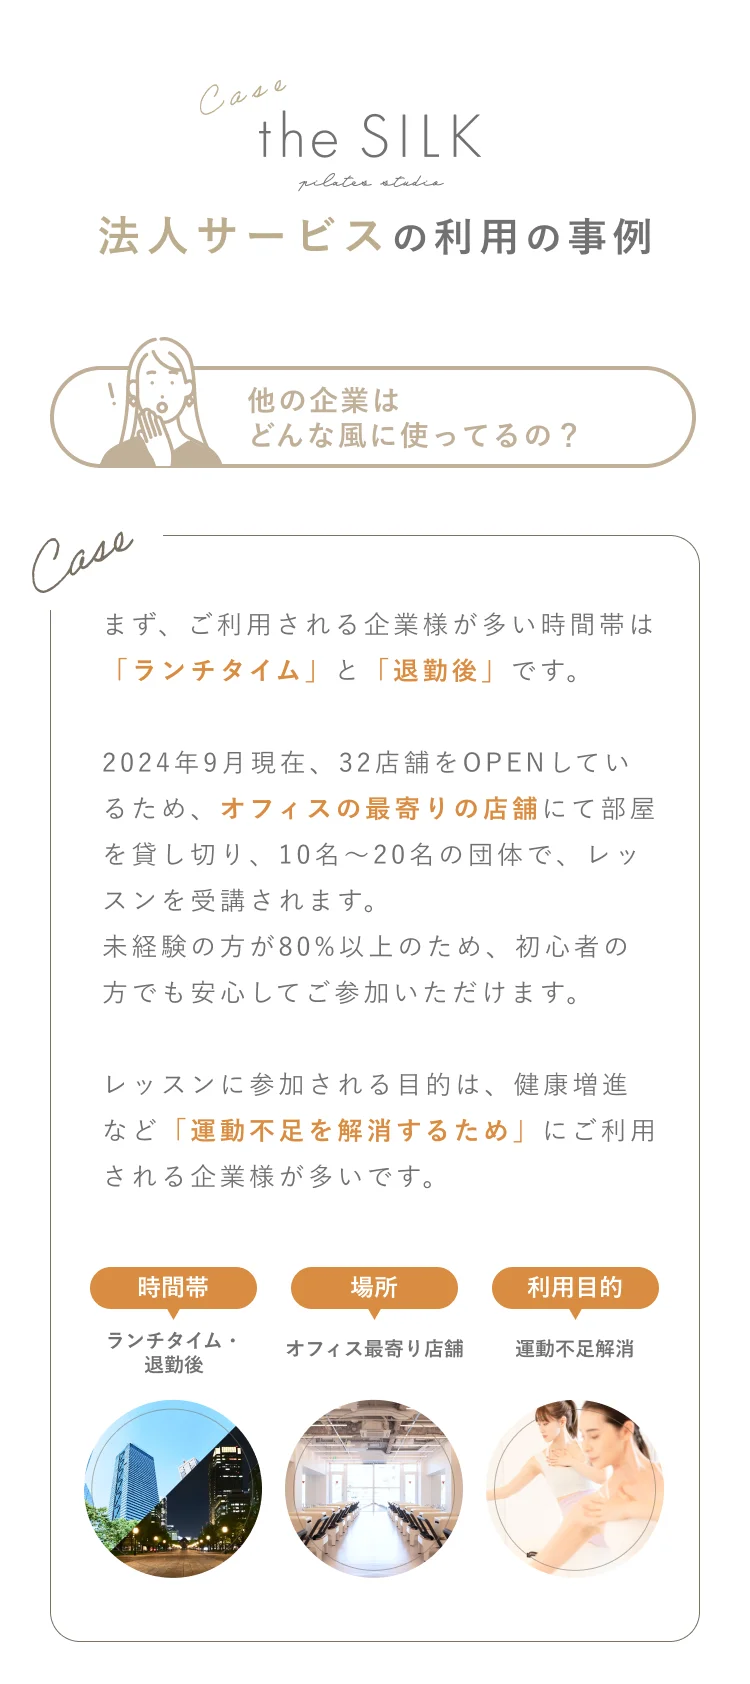 Case
the SILK
pilates studio
法人サービスの利用の事例
!
他の企業は
どんな風に使ってるの？
Case
まず、ご利用される企業様が多い時間帯は
「ランチタイム」と「退勤後」です。
2024年9月現在、32店舗をOPENしてい
るため、オフィスの最寄りの店舗にて部屋
を貸し切り、10名〜20名の団体で、レッ
スンを受講されます。
未経験の方が80%以上のため、初心者の
方でも安心してご参加いただけます。
レッスンに参加される目的は、健康増進
など「運動不足を解消するため」にご利用
される企業様が多いです。
時間帯
ランチタイム・
退勤後
場所
オフィス最寄り店舗
利用目的
運動不足解消